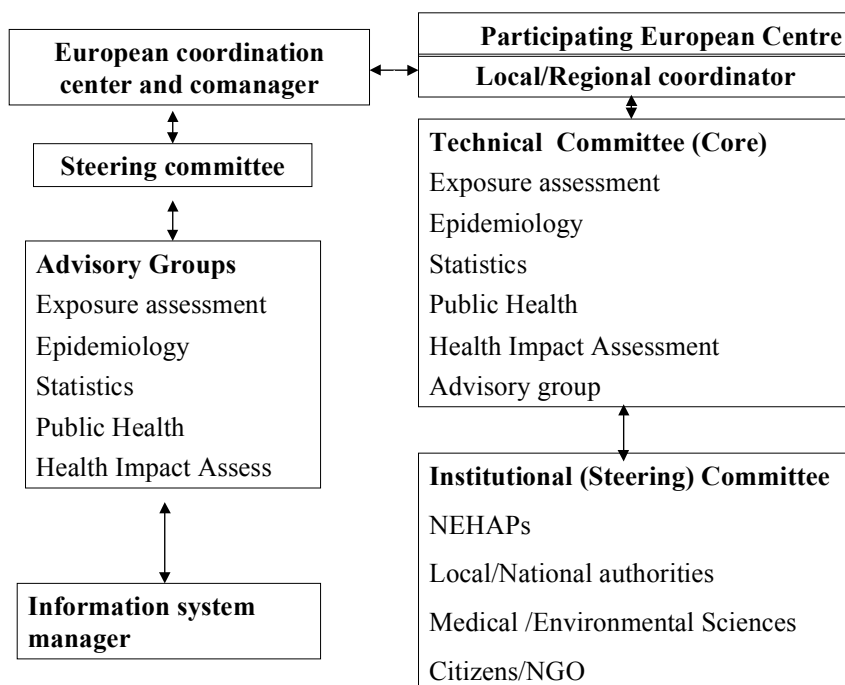 European coordination
center and comanager
Steering committee
Advisory Groups
Exposure assessment
Epidemiology
Statistics
Public Health
Health Impact Assess
Information system
manager
Participating European Centre
Local/Regional coordinator
Technical Committee (Core)
Exposure assessment
Epidemiology
Statistics
Public Health
Health Impact Assessment
Advisory group
Institutional (Steering) Committee
NEHAPs
Local/National authorities
Medical /Environmental Sciences
Citizens/NGO